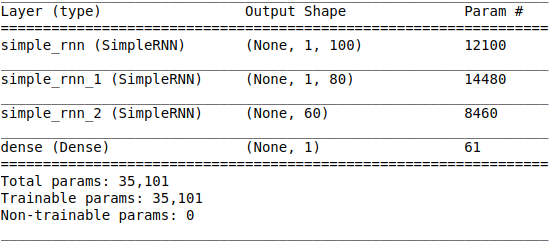 Layer (type) Output Shape Param #
simple_rnn (SimpleRNN) (None, 1, 100) 12100
simple_rnn_1 (SimpleRNN) (None, 1, 80) 14480
simple_rnn_2 (SimpleRNN) (None, 60) 8460
dense (Dense) (None, 1) 61
Total params: 35,101
Trainable params: 35,101
Non-trainable params: 0